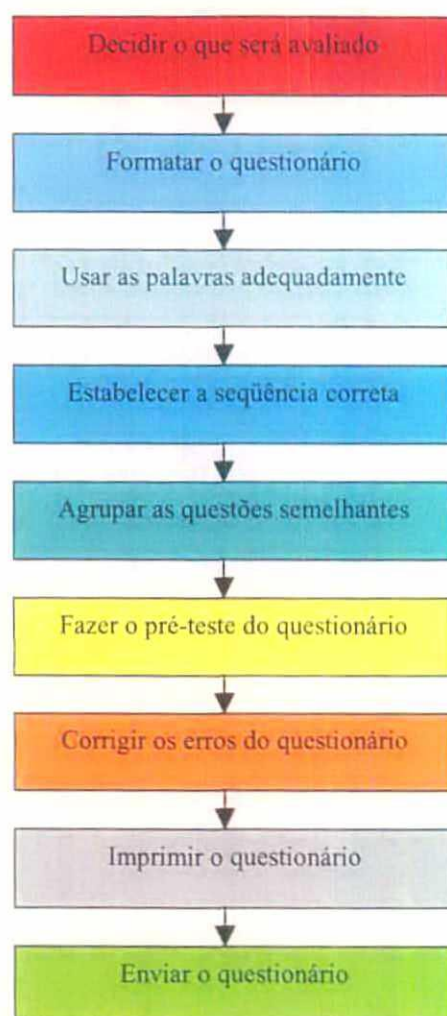 Decidir o que será avaliado
Formatar o questionário
Usar as palavras adequadamente
Estabelecer a seqüência correta
Agrupar as questões semelhantes
Fazer o pré-teste do questionário
Corrigir os erros do questionário
Imprimir o questionário
Enviar o questionário